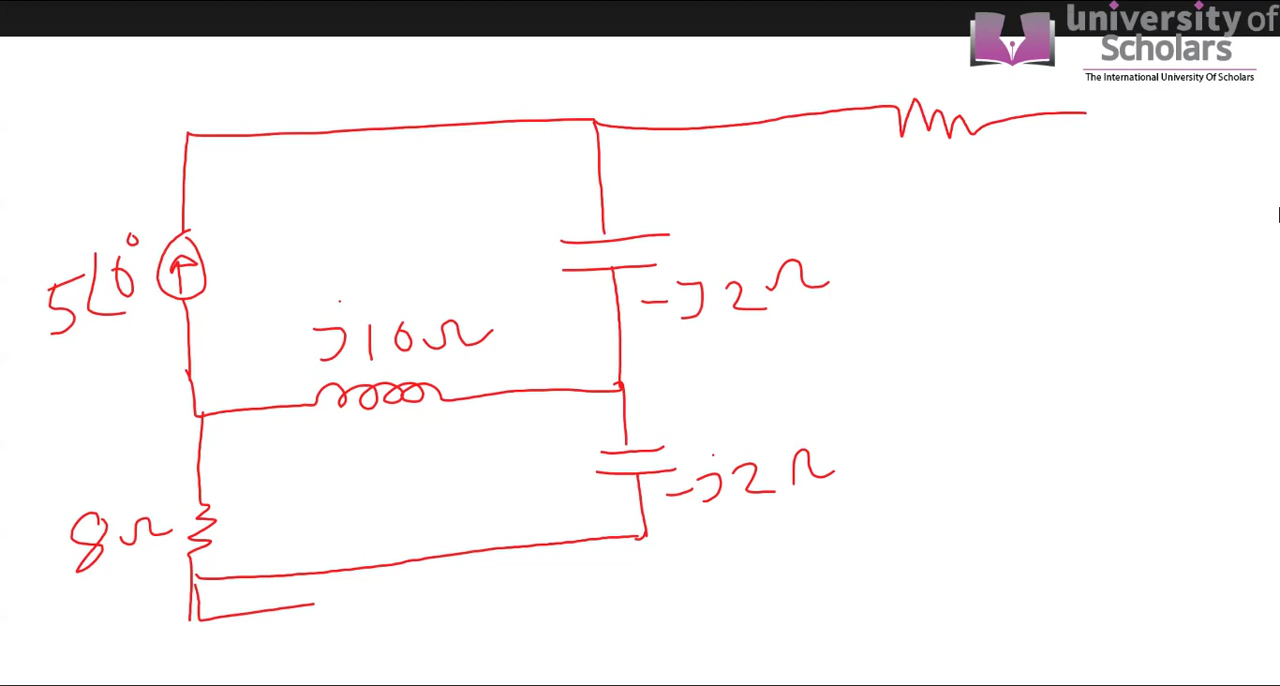 University of
Scholars
The International University Of Scholars
5∠0°
j10Ω
-j2Ω
-j2Ω
8Ω